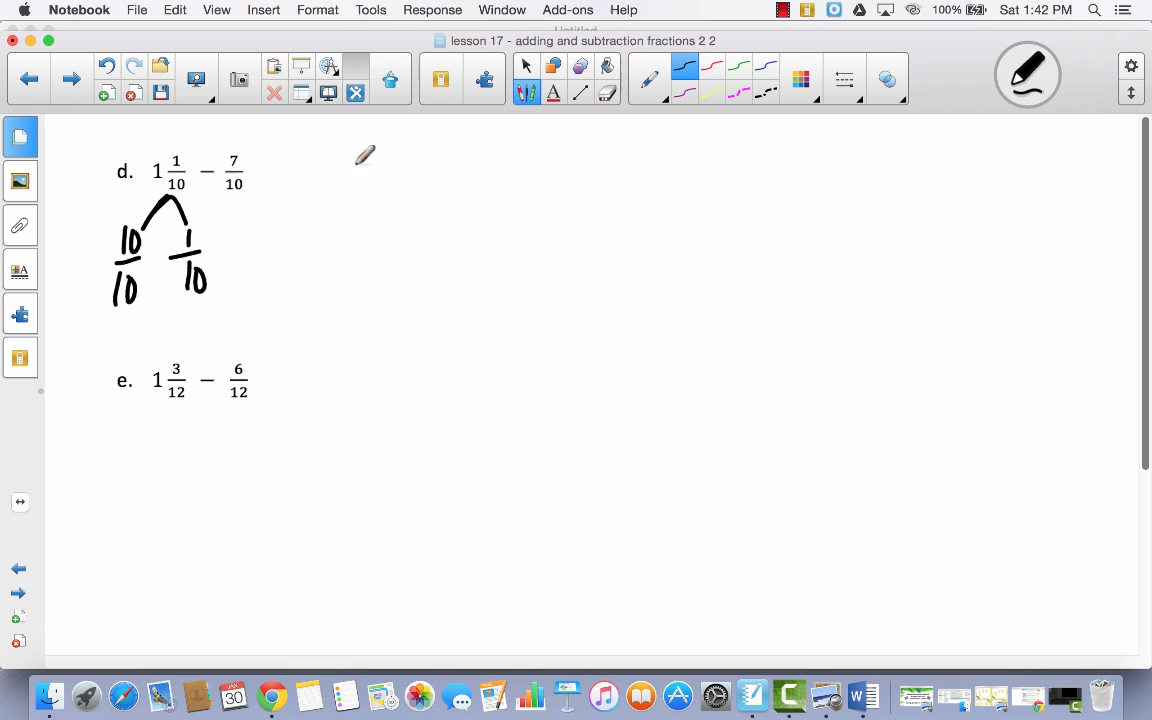 Notebook File Edit View Insert Format Tools Response Window Add-ons Help 100% Sat 1:42 PM
lesson 17 - adding and subtraction fractions 2 2
d. 1 1/10 − 7/10
10/10 1/10
e. 1 3/12 − 6/12
JAN
30